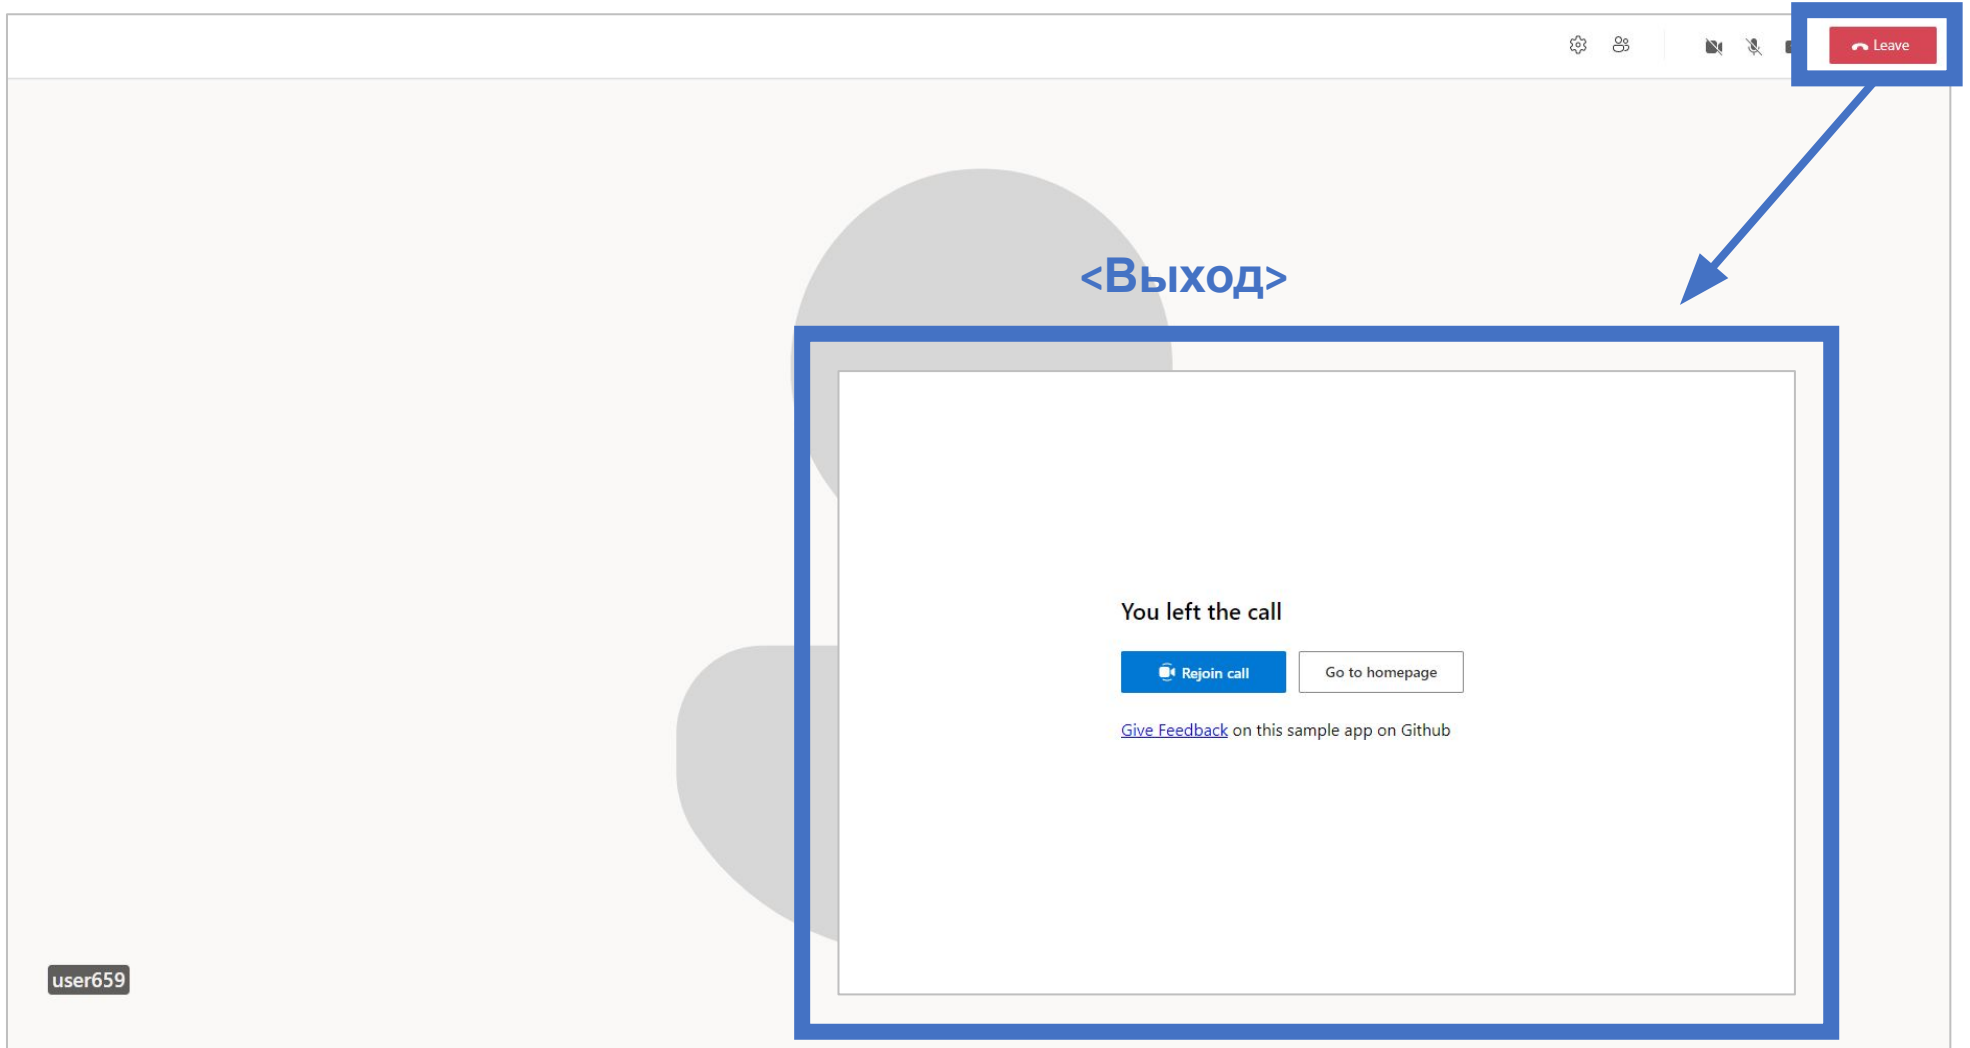 Leave
<Выход>
You left the call
Rejoin call
Go to homepage
Give Feedback on this sample app on Github
user659